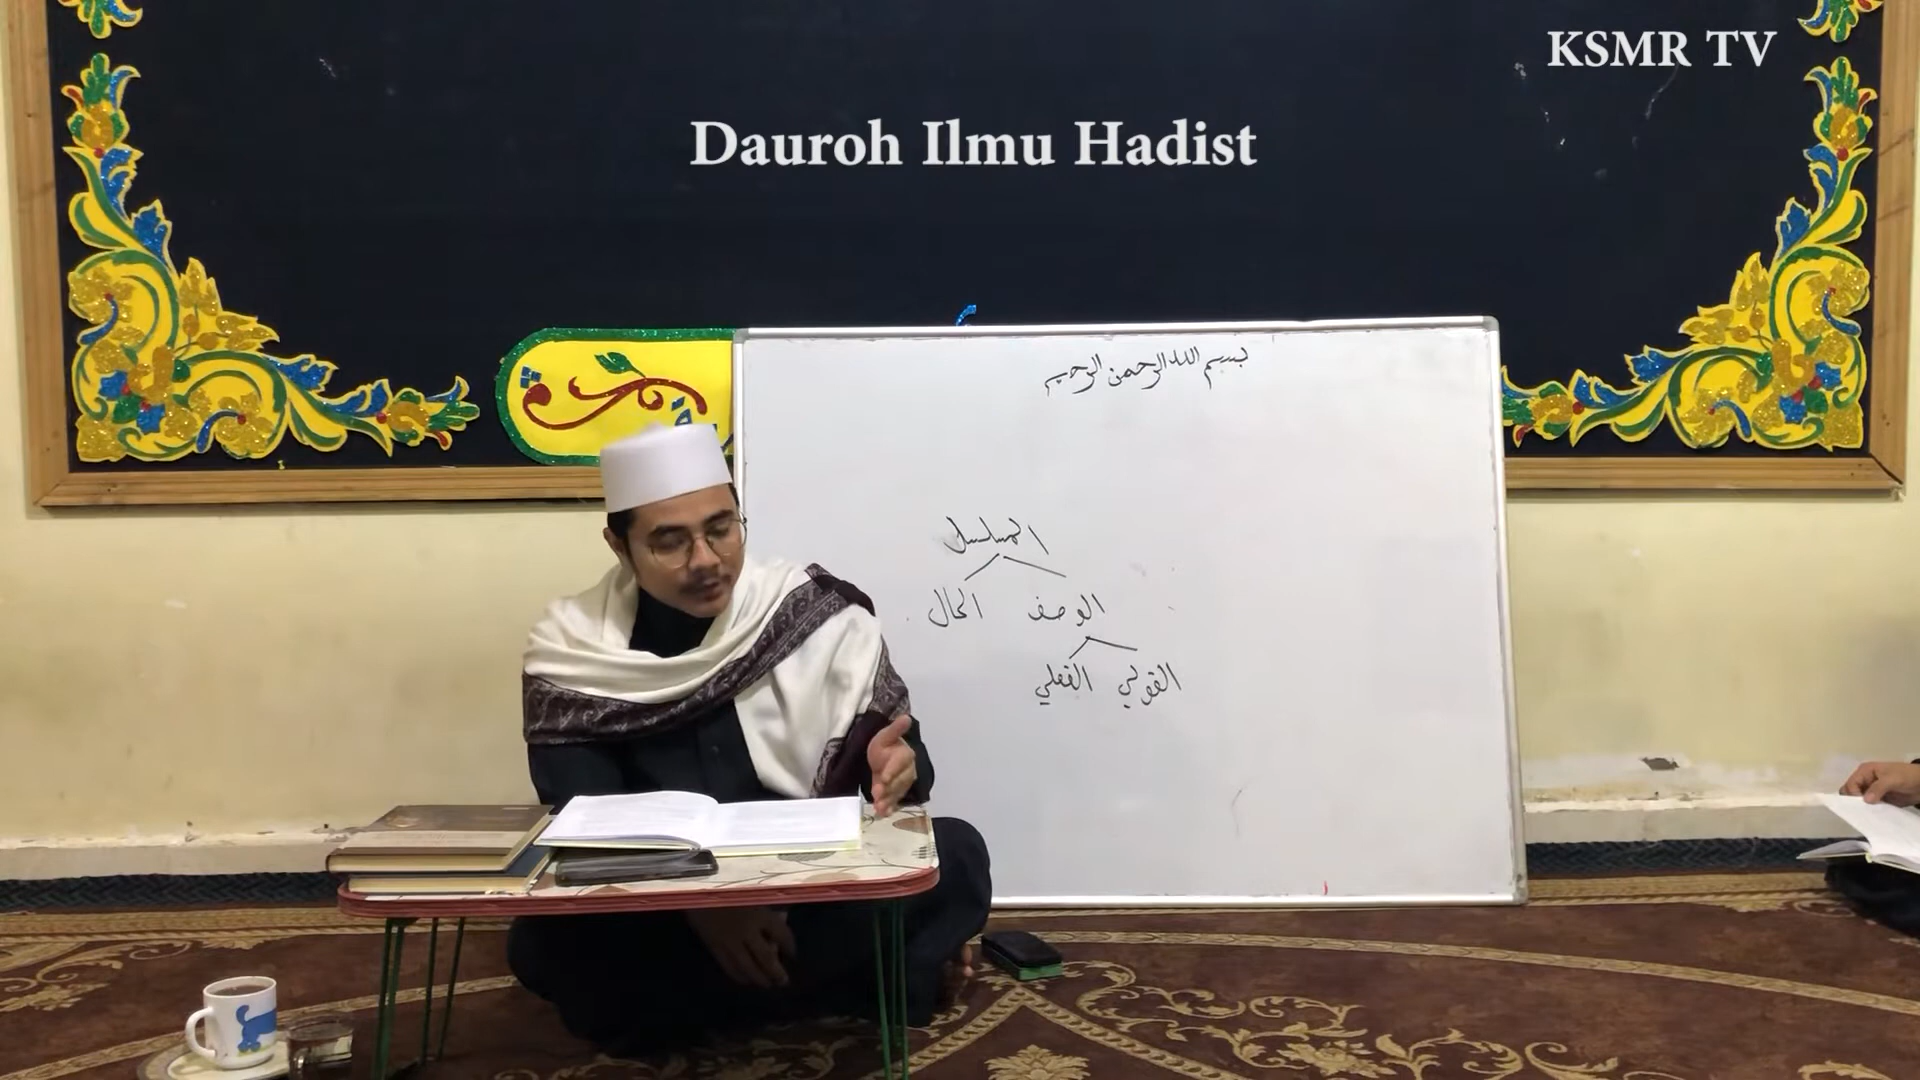 KSMR TV
Dauroh Ilmu Hadist
بسم الله الرحمن الرحيم
المسلسل
الوصف الحال
القولي الفعلي